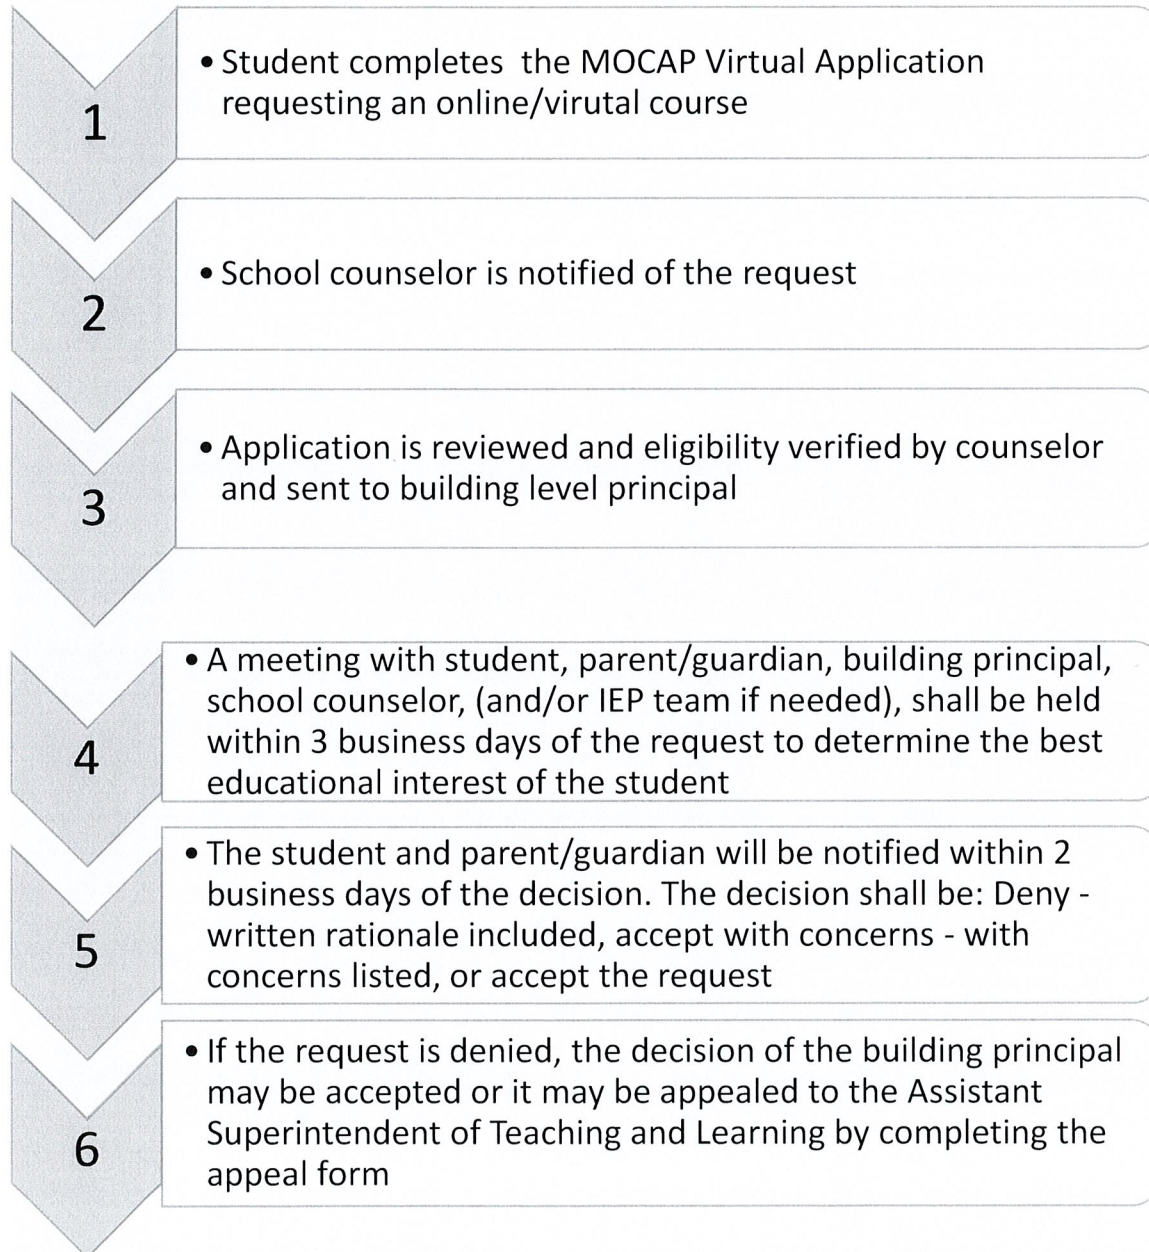 1
• Student completes  the MOCAP Virtual Application
requesting an online/virutal course
2
• School counselor is notified of the request
3
• Application is reviewed and eligibility verified by counselor
and sent to building level principal
4
• A meeting with student, parent/guardian, building principal,
school counselor, (and/or IEP team if needed), shall be held
within 3 business days of the request to determine the best
educational interest of the student
5
• The student and parent/guardian will be notified within 2
business days of the decision. The decision shall be: Deny -
written rationale included, accept with concerns - with
concerns listed, or accept the request
6
• If the request is denied, the decision of the building principal
may be accepted or it may be appealed to the Assistant
Superintendent of Teaching and Learning by completing the
appeal form